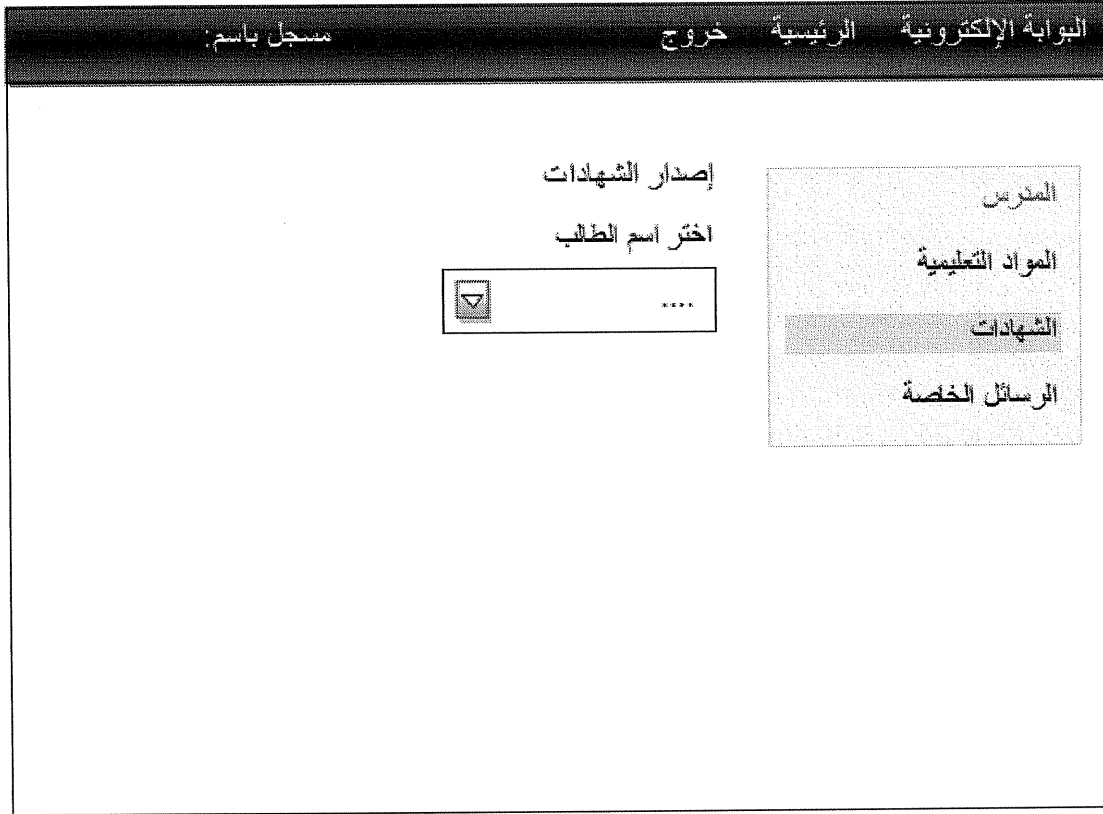 البوابة الإلكترونية الرئيسية خروج مسجل باسم:
المدرس
المواد التعليمية
الشهادات
الرسائل الخاصة
إصدار الشهادات
اختر اسم الطالب
....